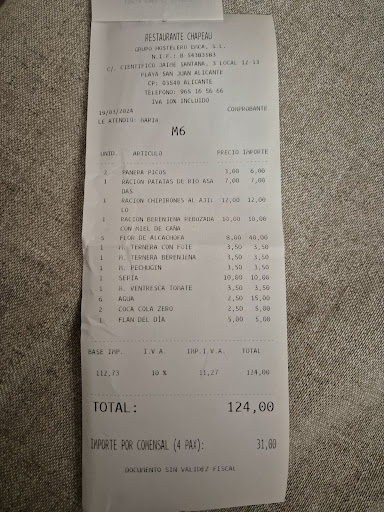 RESTAURANTE CHAPEAU
GRUPO HOSTELERO EMCA, S.L.
N.I.F.: B-54383583
C/. CIENTIFICO JAIME SANTANA, 3 LOCAL 12-13
PLAYA SAN JUAN ALICANTE
CP: 03540 ALICANTE
TELEFONO: 965 16 56 66
IVA 10% INCLUIDO
19/03/2024 COMPROBANTE
LE ATENDIO: MARIA
M6
UNID. ARTICULO PRECIO IMPORTE
2 PANERA PICOS 3,00 6,00
1 RACION PATATAS DE RIO ASA 7,00 7,00
DAS
1 RACION CHIPIRONES AL AJIL 12,00 12,00
LO
1 RACION BERENJENA REBOZADA 10,00 10,00
CON MIEL DE CAÑA
5 FLOR DE ALCACHOFA 8,00 40,00
1 M. TERNERA CON FOIE 3,50 3,50
1 M. TERNERA BERENJENA 3,50 3,50
1 M. PECHUGIN 3,50 3,50
1 SEPIA 10,00 10,00
1 M. VENTRESCA TOMATE 3,50 3,50
6 AGUA 2,50 15,00
2 COCA COLA ZERO 2,50 5,00
1 FLAN DEL DÍA 5,00 5,00
BASE IMP. I.V.A. IMP.I.V.A. TOTAL
112,73 10 % 11,27 124,00
TOTAL: 124,00
IMPORTE POR COMENSAL (4 PAX): 31,00
DOCUMENTO SIN VALIDEZ FISCAL